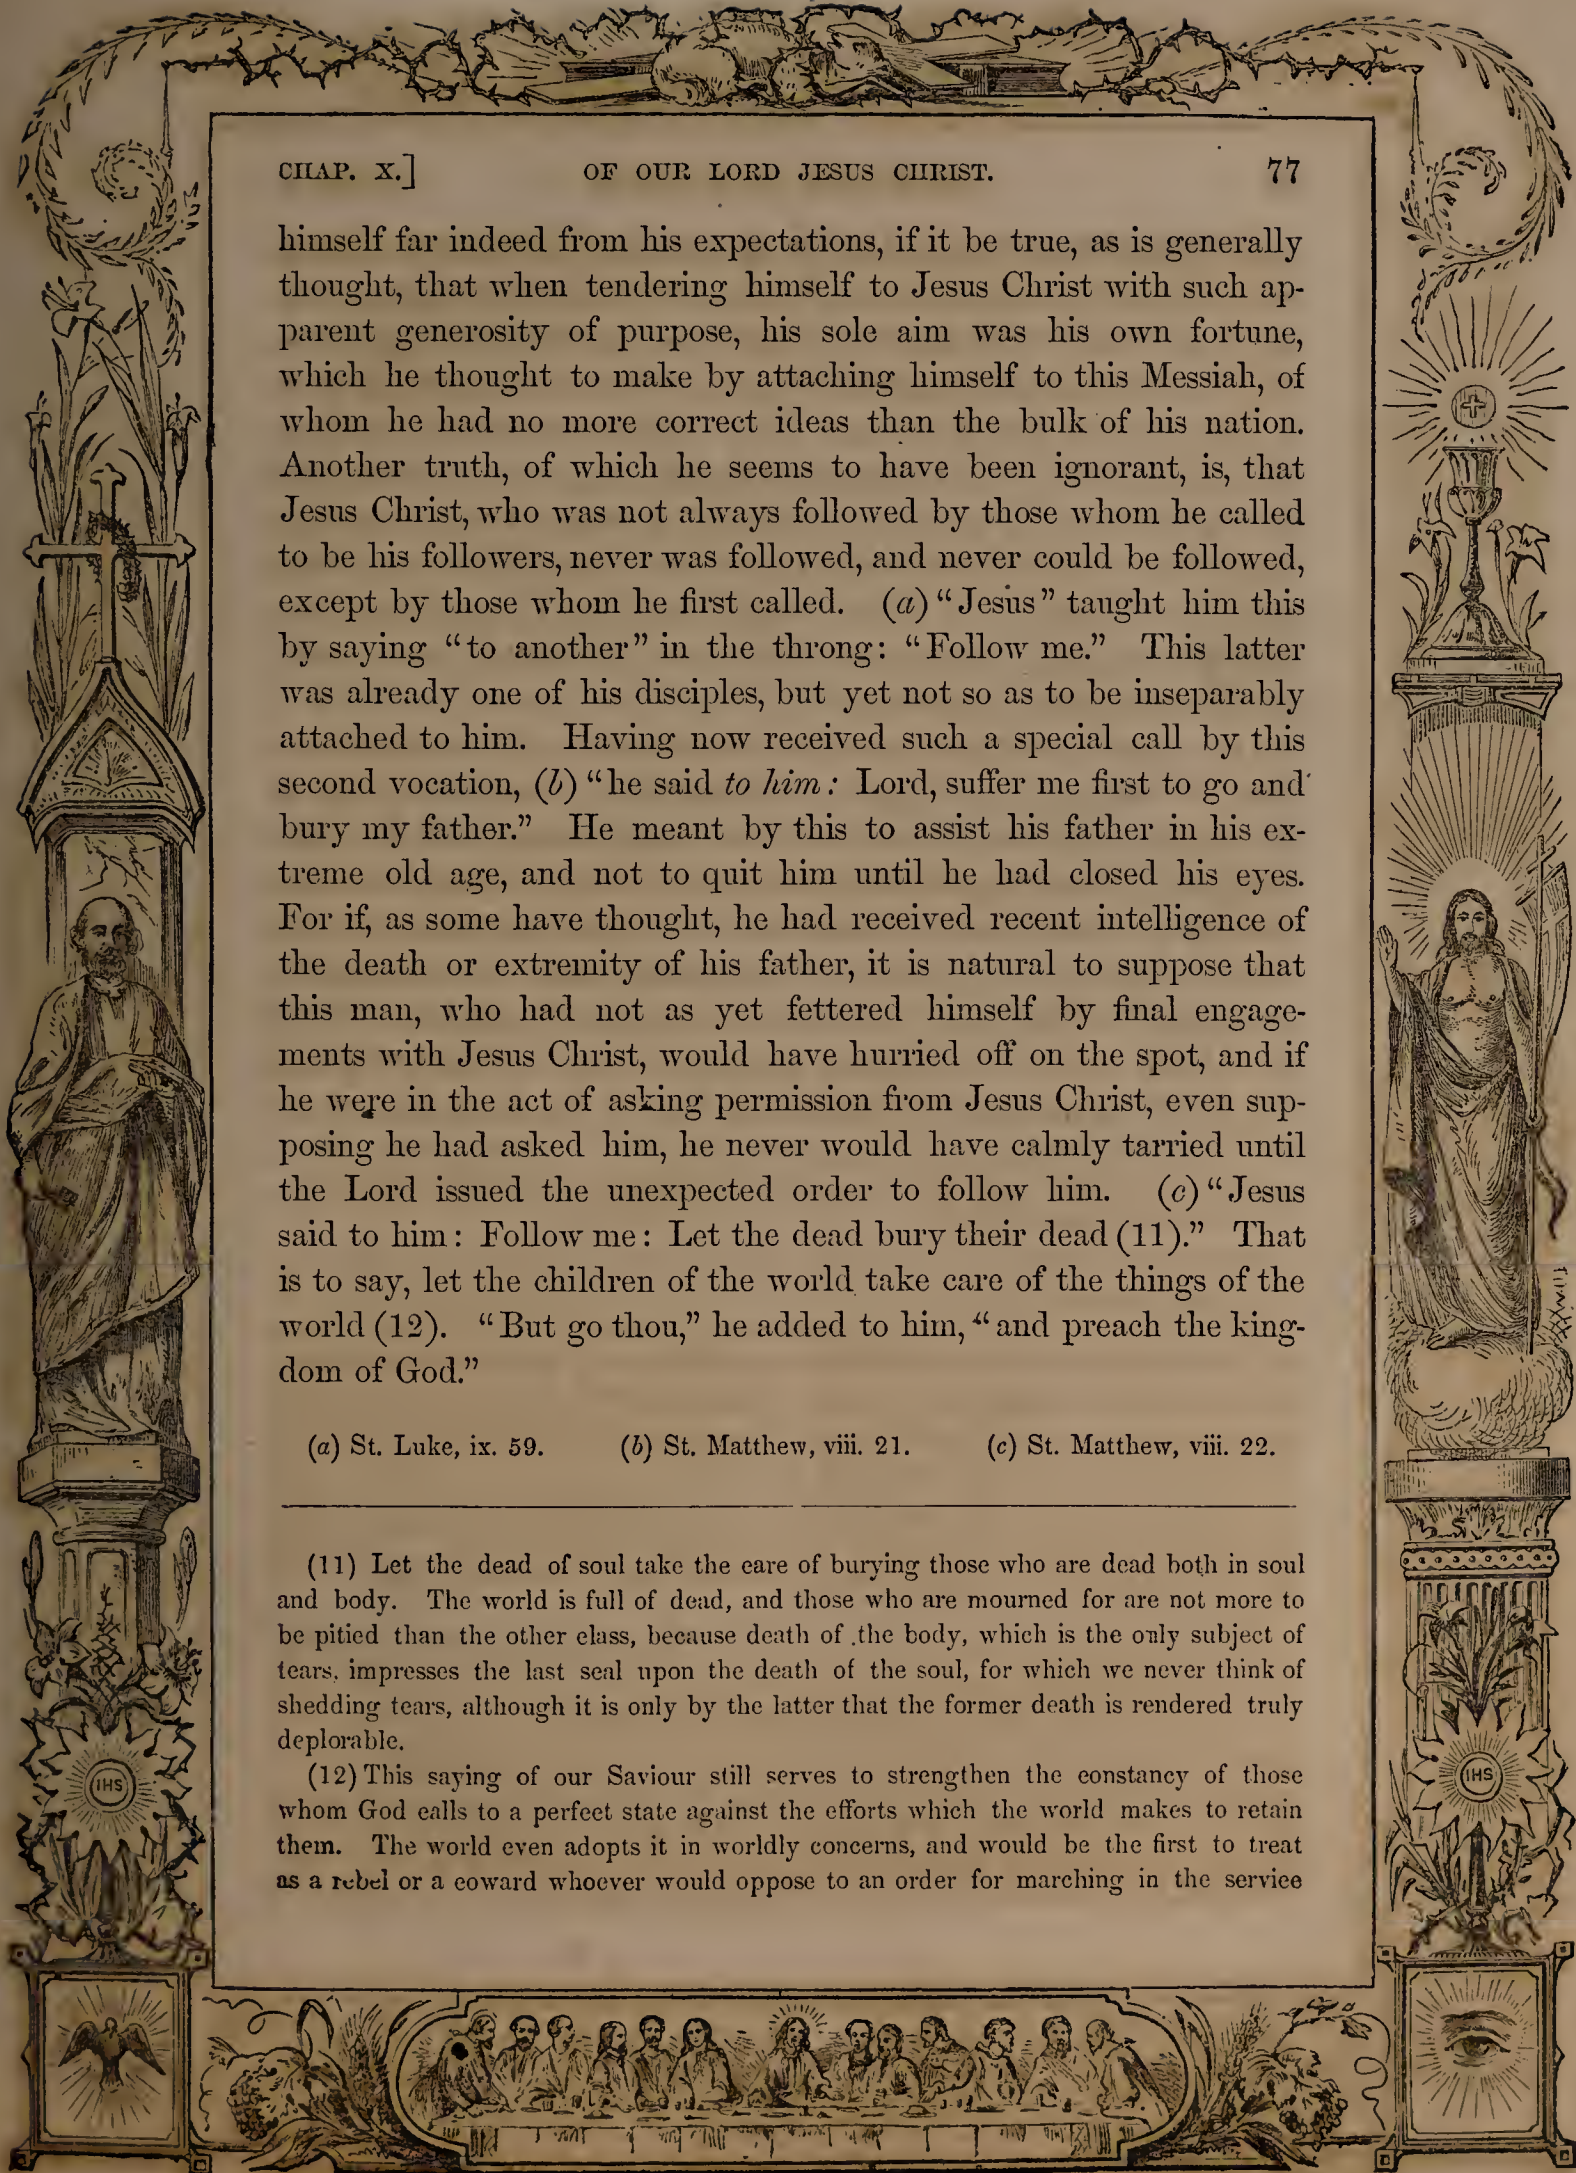 CHAP. X.] OF OUR LORD JESUS CHRIST. 77
himself far indeed from his expectations, if it be true, as is generally
thought, that when tendering himself to Jesus Christ with such ap-
parent generosity of purpose, his sole aim was his own fortune,
which he thought to make by attaching himself to this Messiah, of
whom he had no more correct ideas than the bulk of his nation.
Another truth, of which he seems to have been ignorant, is, that
Jesus Christ, who was not always followed by those whom he called
to be his followers, never was followed, and never could be followed,
except by those whom he first called. (a) “Jesus” taught him this
by saying “to another” in the throng: “Follow me.” This latter
was already one of his disciples, but yet not so as to be inseparably
attached to him. Having now received such a special call by this
second vocation, (b) “he said to him: Lord, suffer me first to go and
bury my father.” He meant by this to assist his father in his ex-
treme old age, and not to quit him until he had closed his eyes.
For if, as some have thought, he had received recent intelligence of
the death or extremity of his father, it is natural to suppose that
this man, who had not as yet fettered himself by final engage-
ments with Jesus Christ, would have hurried off on the spot, and if
he were in the act of asking permission from Jesus Christ, even sup-
posing he had asked him, he never would have calmly tarried until
the Lord issued the unexpected order to follow him. (c) “Jesus
said to him: Follow me: Let the dead bury their dead (11).” That
is to say, let the children of the world take care of the things of the
world (12). “But go thou,” he added to him, “and preach the king-
dom of God.”
(a) St. Luke, ix. 59. (b) St. Matthew, viii. 21. (c) St. Matthew, viii. 22.
(11) Let the dead of soul take the care of burying those who are dead both in soul
and body. The world is full of dead, and those who are mourned for are not more to
be pitied than the other class, because death of the body, which is the only subject of
tears, impresses the last seal upon the death of the soul, for which we never think of
shedding tears, although it is only by the latter that the former death is rendered truly
deplorable.
(12) This saying of our Saviour still serves to strengthen the constancy of those
whom God calls to a perfect state against the efforts which the world makes to retain
them. The world even adopts it in worldly concerns, and would be the first to treat
as a rebel or a coward whoever would oppose to an order for marching in the service
IHS
IHS